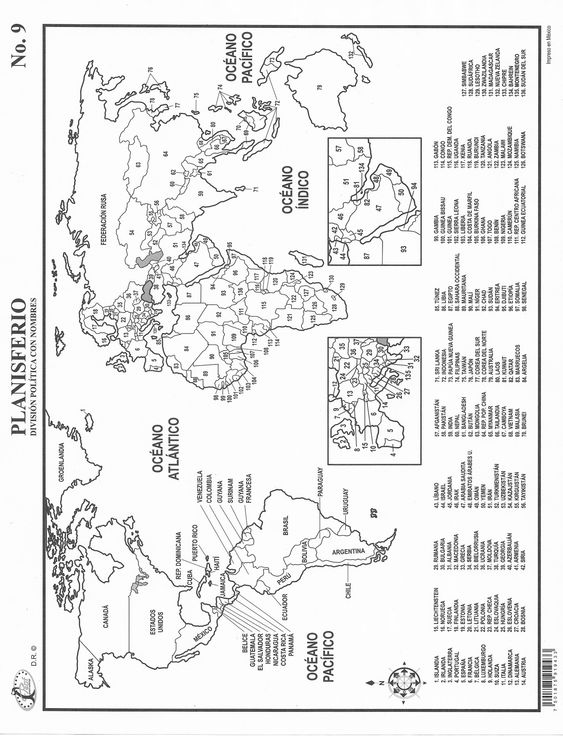 No. 9
PLANISFERIO
DIVISIÓN POLÍTICA CON NOMBRES
D.R. ©
ALASKA
CANADÁ
GROENLANDIA
ESTADOS
UNIDOS
MÉXICO
REP. DOMINICANA
CUBA
PUERTO RICO
HAITÍ
JAMAICA
BELICE
GUATEMALA
EL SALVADOR
HONDURAS
NICARAGUA
COSTA RICA
PANAMÁ
ECUADOR
VENEZUELA
COLOMBIA
GUYANA
SURINAM
GUYANA
FRANCESA
BRASIL
PERÚ
BOLIVIA
PARAGUAY
URUGUAY
ARGENTINA
CHILE
OCÉANO
PACÍFICO
OCÉANO
ATLÁNTICO
FEDERACIÓN RUSA
OCÉANO
ÍNDICO
OCÉANO
PACÍFICO
N
1. ISLANDIA
2. IRLANDA
3. INGLATERRA
4. PORTUGAL
5. ESPAÑA
6. FRANCIA
7. BÉLGICA
8. LUXEMBURGO
9. HOLANDA
10. SUIZA
11. ITALIA
12. DINAMARCA
13. ALEMANIA
14. AUSTRIA
15. LIECHTENSTEIN
16. NORUEGA
17. SUECIA
18. FINLANDIA
19. ESTONIA
20. LETONIA
21. LITUANIA
22. POLONIA
23. REP. CHECA
24. ESLOVAQUIA
25. HUNGRÍA
26. ESLOVENIA
27. CROACIA
28. BOSNIA
29. RUMANIA
30. BULGARIA
31. ALBANIA
32. MACEDONIA
33. GRECIA
34. SERBIA
35. BIELORRUSIA
36. UCRANIA
37. MOLDOVA
38. TURQUÍA
39. GEORGIA
40. AZERBAIJÁN
41. ARMENIA
42. SIRIA
43. LÍBANO
44. ISRAEL
45. JORDANIA
46. IRAK
47. ARABIA SAUDITA
48. EMIRATOS ÁRABES U.
49. OMÁN
50. YEMEN
51. IRÁN
52. TURKMENISTÁN
53. UZBEKISTÁN
54. KAZAJSTÁN
55. KIRGUISTÁN
56. TAYIKISTÁN
57. AFGANISTÁN
58. PAKISTÁN
59. INDIA
60. NEPAL
61. BANGLADESH
62. BUTÁN
63. MONGOLIA
64. REP. POP. CHINA
65. MYANMAR
66. TAILANDIA
67. CAMBOYA
68. VIETNAM
69. MALASIA
70. BRUNEI
71. SRI LANKA
72. INDONESIA
73. PAPÚA NUEVA GUINEA
74. FILIPINAS
75. TAIWÁN
76. JAPÓN
77. COREA DEL SUR
78. COREA DEL NORTE
79. AUSTRALIA
80. LAOS
81. KUWAIT
82. QATAR
83. MARRUECOS
84. ARGELIA
85. TÚNEZ
86. LIBIA
87. EGIPTO
88. SAHARA OCCIDENTAL
89. MAURITANIA
90. MALÍ
91. NÍGER
92. CHAD
93. SUDÁN
94. ERITREA
95. DJIBOUTI
96. ETIOPÍA
97. SOMALIA
98. SENEGAL
99. GAMBIA
100. GUINEA BISSAU
101. GUINEA
102. SIERRA LEONA
103. LIBERIA
104. COSTA DE MARFIL
105. BURKINA FASO
106. GHANA
107. TOGO
108. BENÍN
109. NIGERIA
110. CAMERÚN
111. REP. CENTRO AFRICANA
112. GUINEA ECUATORIAL
113. GABÓN
114. CONGO
115. REP. DEM. DEL CONGO
116. UGANDA
117. KENIA
118. RUANDA
119. BURUNDI
120. TANZANIA
121. ANGOLA
122. ZAMBIA
123. MALAWI
124. MOZAMBIQUE
125. NAMIBIA
126. BOTSWANA
127. SIMBABWE
128. SUDÁFRICA
129. LESOTHO
130. ZWAZILANDIA
131. MADAGASCAR
132. NUEVA ZELANDA
133. CHIPRE
134. BAHREIN
135. MONTENEGRO
136. SUDÁN DEL SUR
Impreso en México